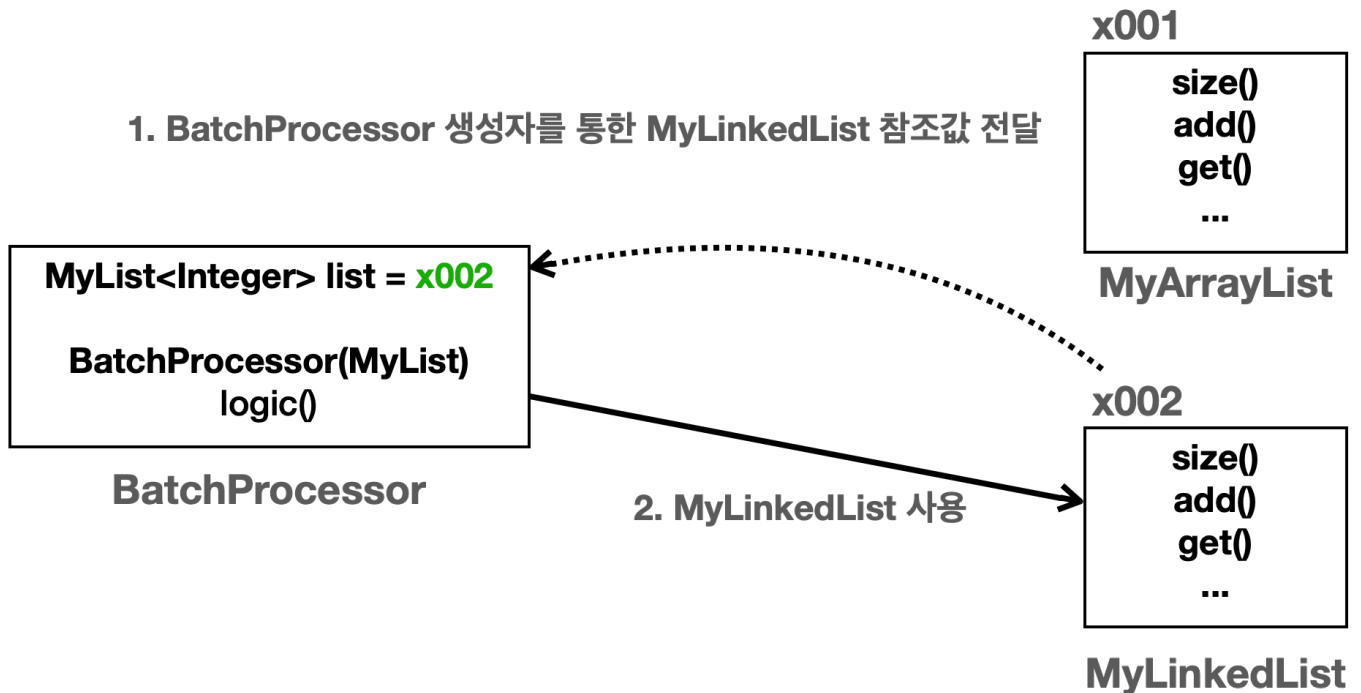 x001
size()
add()
get()
...
MyArrayList
1. BatchProcessor 생성자를 통한 MyLinkedList 참조값 전달
MyList<Integer> list = x002
BatchProcessor(MyList)
logic()
BatchProcessor
2. MyLinkedList 사용
x002
size()
add()
get()
...
MyLinkedList